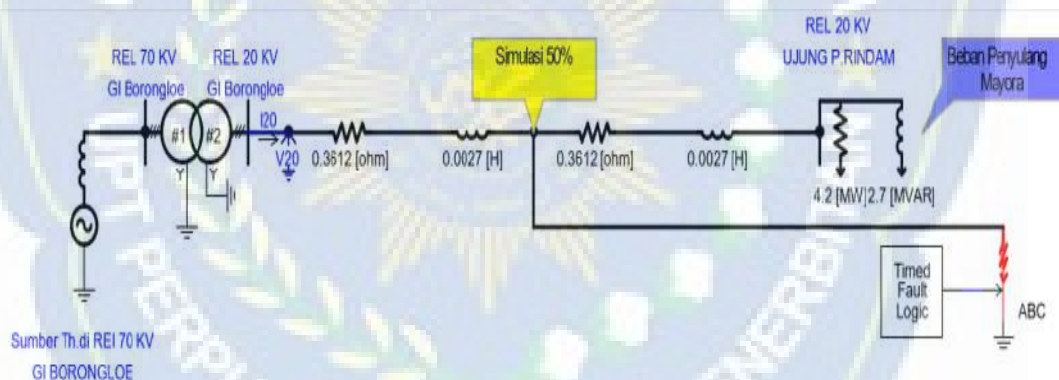 REL 20 KV
UJUNG P.RINDAM
Simulasi 50%
Beban Penyulang
Mayora
REL 70 KV
REL 20 KV
GI Borongloe
GI Borongloe
#1
#2
I20
V20
0.3612 [ohm]
0.0027 [H]
0.3612 [ohm]
0.0027 [H]
4.2 [MW]
2.7 [MVAR]
Timed
Fault
Logic
ABC
Sumber Th.di REI 70 KV
GI BORONGLOE
UPT